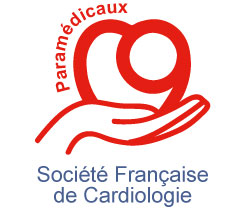 Paramédicaux
Société Française
de Cardiologie